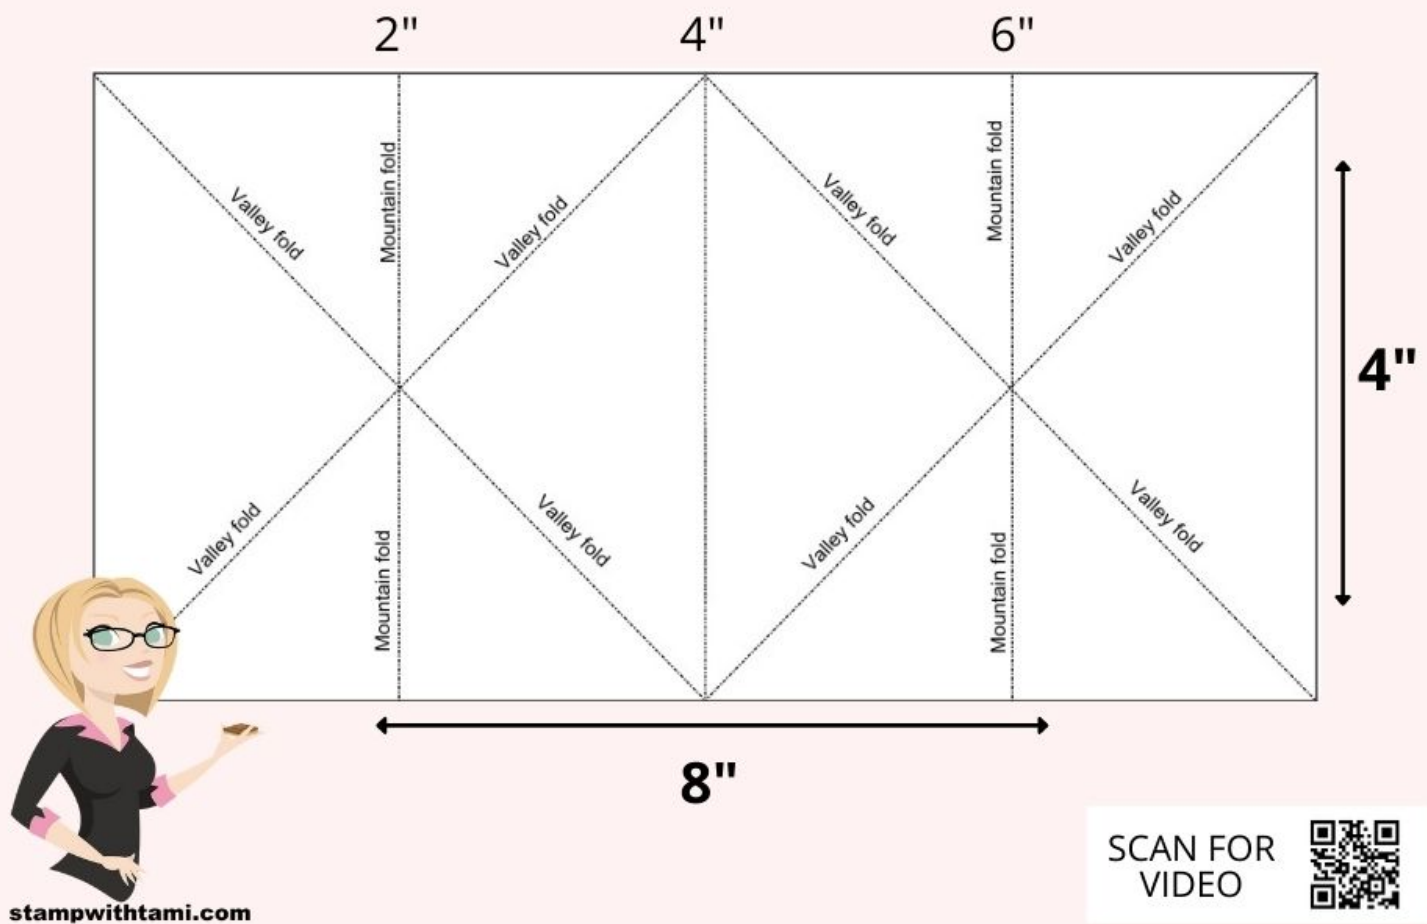 2"
4"
6"
Valley fold
Mountain fold
Valley fold
Valley fold
Mountain fold
Valley fold
4"
Valley fold
Mountain fold
Valley fold
Valley fold
Mountain fold
Valley fold
8"
SCAN FOR
VIDEO
stampwithtami.com